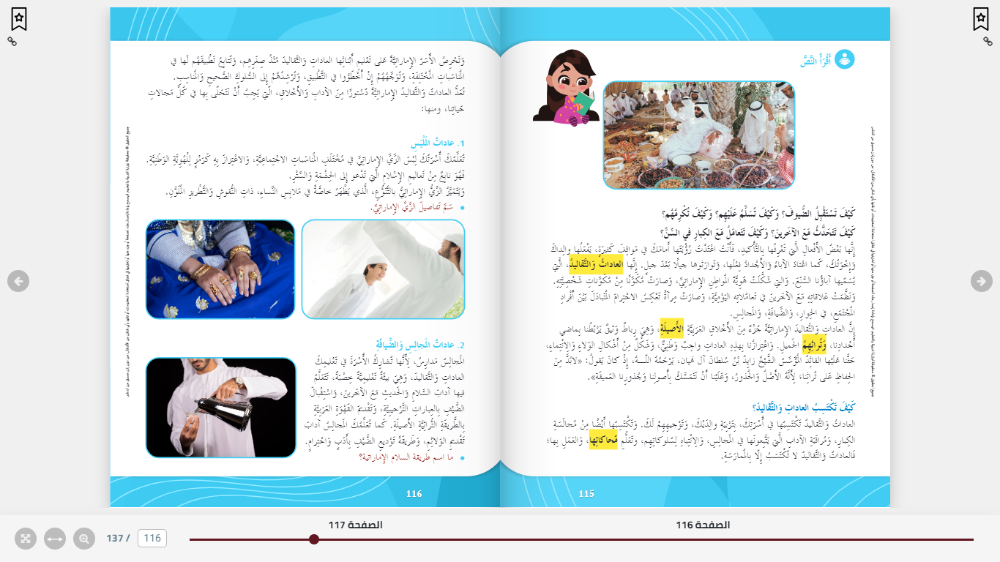 أَقْرَأُ النَّصَّ
كَيْفَ تَسْتَقْبِلُ الضُّيوفَ؟ وَكَيْفَ تُسَلِّمُ عَلَيْهِم؟ وَكَيْفَ تُكْرِمُهُم؟
كَيْفَ تَتَحَدَّثُ مَعَ الآخَرينَ؟ وَكَيْفَ تَتَعامَلُ مَعَ الكِبارِ في السِّنِّ؟
إِنَّها بَعْضُ الأَفْعالِ الَّتي تَعْرِفُها بِالتَّأْكيدِ، فَأَنْتَ اعْتَدْتَ رُؤْيَتَها أَمامَكَ في مَواقِفَ كَثيرَةٍ، يَفْعَلُها والِداكَ
وَإِخْوَتُكَ، كَما اعْتادَ الآباءُ وَالأَجْدادُ فِعْلَها، وَتَوارَثوها جيلًا بَعْدَ جيلٍ. إِنَّها العاداتُ وَالتَّقاليدُ، الَّتي
يُسَمّيها آباؤُنا السَّنَعَ. وَالتي شَكَّلَتْ هُوِيَّةَ المُواطِنِ الإِماراتِيِّ، وَصارَتْ مُكَوِّنًا مِنْ مُكَوِّناتِ شَخْصِيَّتِهِ.
وَنَظَّمَتْ عَلاقاتِهِ مَعَ الآخَرينَ في تَعامُلاتِهِ اليَوْمِيَّةِ، وَصارَتْ مِرآةً تَعْكِسُ الاحْتِرامَ المُتَبادَلَ بَيْنَ أَفْرادِ
المُجْتَمَعِ، في الحِوارِ، وَالضِّيافَةِ، وَالمَجالِسِ.
إِنَّ العاداتِ وَالتَّقاليدَ الإِماراتِيَّةَ جُزْءٌ مِنَ الأَخْلاقِ العَرَبِيَّةِ الأَصيلَةِ، وَهِيَ رِباطٌ وَثيقٌ يَرْبُطُنا بِماضي
أَجْدادِنا، وَتُراثِهِمُ الجَميلِ. وَاعْتِزازُنا بِهذِهِ العاداتِ واجِبٌ وَطَنِيٌّ، وَشَكْلٌ مِنْ أَشْكالِ الوَلاءِ وَالانْتِماءِ،
حَثَّنا عَلَيْها القائِدُ المُؤَسِّسُ الشَّيْخُ زايِدُ بْنُ سُلطانَ آل نَهيان، يَرْحَمُهُ اللـهُ، إِذْ كانَ يَقولُ: «لابُدَّ مِنَ
الحِفاظِ عَلى تُراثِنا؛ لِأَنَّهُ الأَصْلُ وَالجُذورُ، وَعَلَيْنا أَنْ نَتَمَسَّكَ بِأُصولِنا وَجُذورِنا العَميقَةِ».
كَيْفَ تَكْتَسِبُ العاداتِ وَالتَّقاليدَ؟
العاداتُ وَالتَّقاليدُ تَكْتَسِبُها في أُسْرَتِكَ، بِتَرْبِيَةِ والِدَيْكَ، وَتَوْجيهِهِمْ لَكَ. وَتَكْتَسِبُها أَيْضًا مِنْ مُجالَسَةِ
الكِبارِ، وَمُراقَبَةِ الآدابِ الَّتي يَتَّبِعونَها في المَجالِسِ، وَالانْتِباهِ لِسُلوكاتِهِم، وتَعَلُّمِ مُحاكاتِها، وَالعَمَلِ بِها؛
فَالعاداتُ وَالتَّقاليدُ لا تُكْتَسَبُ إِلّا بِالمُمارَسَةِ.
115
وَتَحْرِصُ الأُسَرُ الإِماراتِيَّةُ عَلى تَعْليمِ أَبْنائِها العاداتِ وَالتَّقاليدَ مُنْذُ صِغَرِهِم، وَتُتابِعُ تَطْبيقَهُم لَها في
المُناسَباتِ المُخْتَلِفَةِ، وَتُوَجِّهُهُمْ إِنْ أَخْطَؤوا في التَّطْبيقِ، وَتُرْشِدُهُمْ إِلى السُّلوكِ الصَّحيحِ وَالمُناسِبِ.
تُعَدُّ العاداتُ وَالتَّقاليدُ الإِماراتِيَّةُ دُسْتورًا مِنَ الآدابِ وَالأَخْلاقِ، الَّتي يَجِبُ أَنْ نَتَحَلّى بِها في كُلِّ مَجالاتِ
حَياتِنا، ومنها:
1. عاداتُ المَلْبَسِ
تُعَلِّمُكَ أُسْرَتُكَ لِبْسَ الزِّيِّ الإِماراتِيِّ في مُخْتَلَفِ المُناسَباتِ الاجْتِماعِيَّةِ، وَالاعْتِزازَ بِهِ كَرَمْزٍ لِلْهُوِيَّةِ الوَطَنِيَّةِ.
فَهُوَ نابِعٌ مِنْ تَعاليمِ الإِسْلامِ الَّتي تَدْعو إِلى الحِشْمَةِ وَالسَّتْرِ.
وَيَتَمَيَّزُ الزِّيُّ الإِماراتِيُّ بِالتَّنَوُّعِ، الَّذي يَظْهَرُ خاصَّةً في مَلابِسِ النِّساءِ، ذاتِ النُّقوشِ وَالتَّطْريزِ المُلَوَّنِ.
• سَمِّ تَفاصيلَ الزِّيِّ الإِماراتِيِّ.
2. عاداتُ المَجالِسِ وَالضِّيافَةِ
المَجالِسُ مَدارِسُ، لِأَنَّها تُشارِكُ الأُسْرَةَ في تَعْليمِكَ
العاداتِ وَالتَّقاليدَ، وَهِيَ بيئَةٌ تَعْليمِيَّةٌ خِصْبَةٌ، تَتَعَلَّمُ
فيها آدابَ السَّلامِ وَالحَديثِ مَعَ الآخَرينَ، وَاسْتِقْبالَ
الضَّيْفِ بِالعِباراتِ التَّرْحيبِيَّةِ، وَتَقْديمَ القَهْوَةِ العَرَبِيَّةِ
بِالطَّريقَةِ التُّراثِيَّةِ الأَصيلَةِ. كَما تُعَلِّمُكَ المَجالِسُ آدابَ
تَقْديمِ الوَلائِمِ، وَطَريقَةَ تَوْديعِ الضَّيْفِ بِأَدَبٍ وَاحْتِرامٍ.
• ما اسم طريقة السلام الإماراتية؟
116
الصفحة 116
الصفحة 117
137 / 116